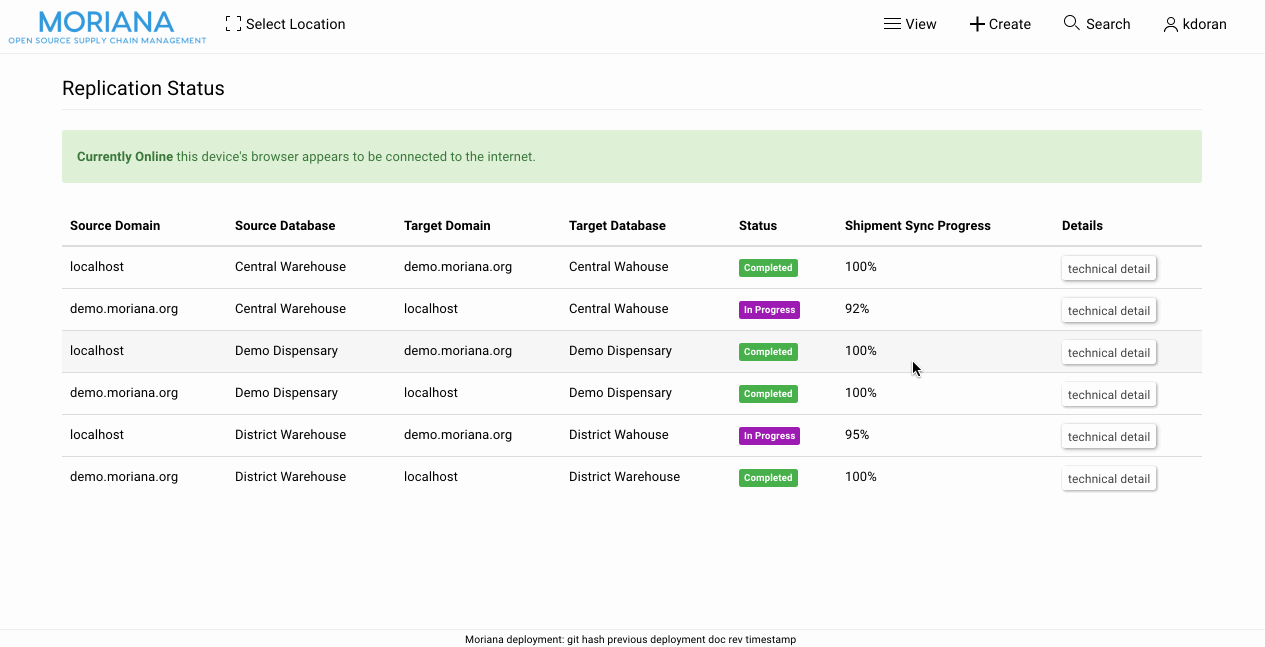 MORIANA
OPEN SOURCE SUPPLY CHAIN MANAGEMENT
Select Location
View
Create
Search
kdoran
Replication Status
Currently Online this device's browser appears to be connected to the internet.
Source Domain Source Database Target Domain Target Database Status Shipment Sync Progress Details
localhost Central Warehouse demo.moriana.org Central Wahouse Completed 100% technical detail
demo.moriana.org Central Warehouse localhost Central Wahouse In Progress 92% technical detail
localhost Demo Dispensary demo.moriana.org Demo Dispensary Completed 100% technical detail
demo.moriana.org Demo Dispensary localhost Demo Dispensary Completed 100% technical detail
localhost District Warehouse demo.moriana.org District Wahouse In Progress 95% technical detail
demo.moriana.org District Warehouse localhost District Warehouse Completed 100% technical detail
Moriana deployment: git hash previous deployment doc rev timestamp